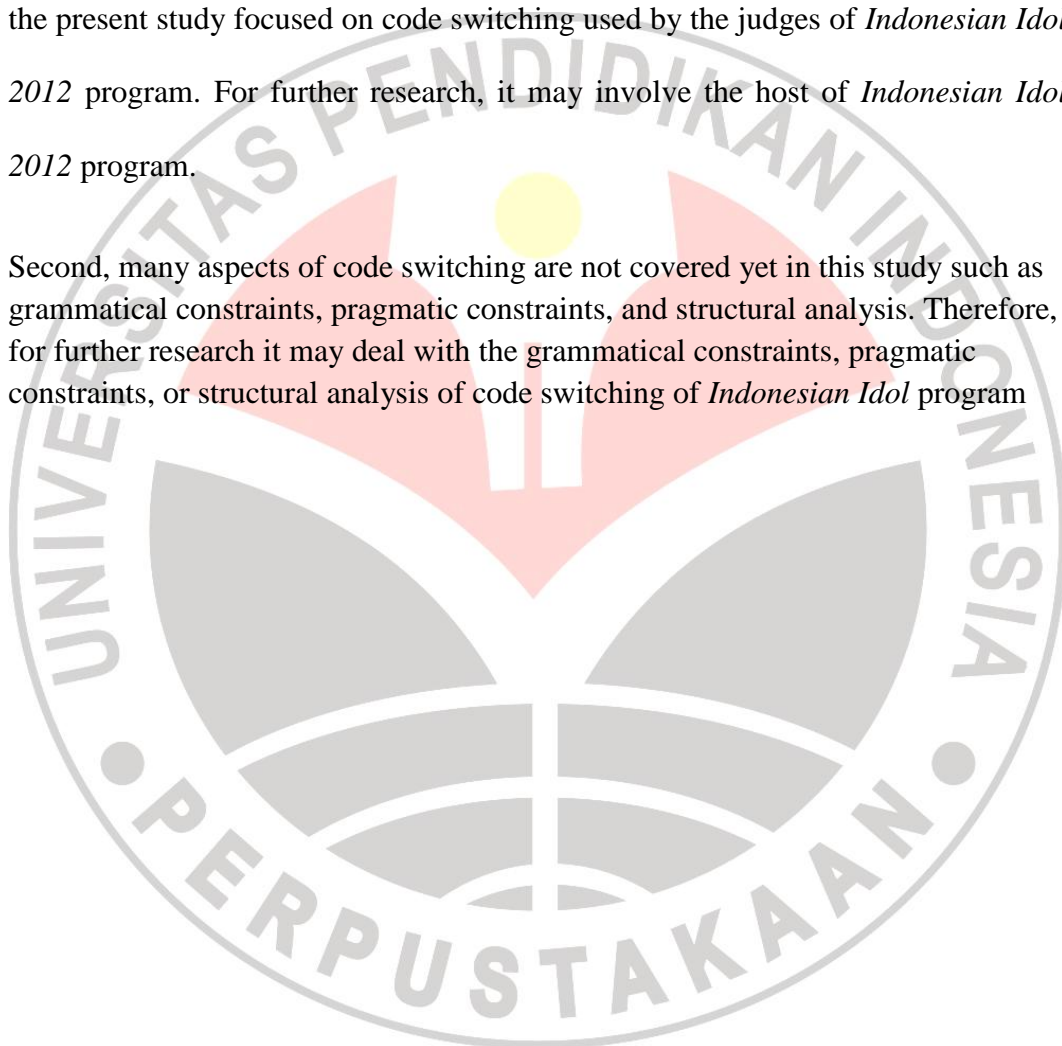 the present study focused on code switching used by the judges of Indonesian Idol
2012 program. For further research, it may involve the host of Indonesian Idol
2012 program.
Second, many aspects of code switching are not covered yet in this study such as
grammatical constraints, pragmatic constraints, and structural analysis. Therefore,
for further research it may deal with the grammatical constraints, pragmatic
constraints, or structural analysis of code switching of Indonesian Idol program
UNIVERSITAS PENDIDIKAN INDONESIA
PERPUSTAKAAN